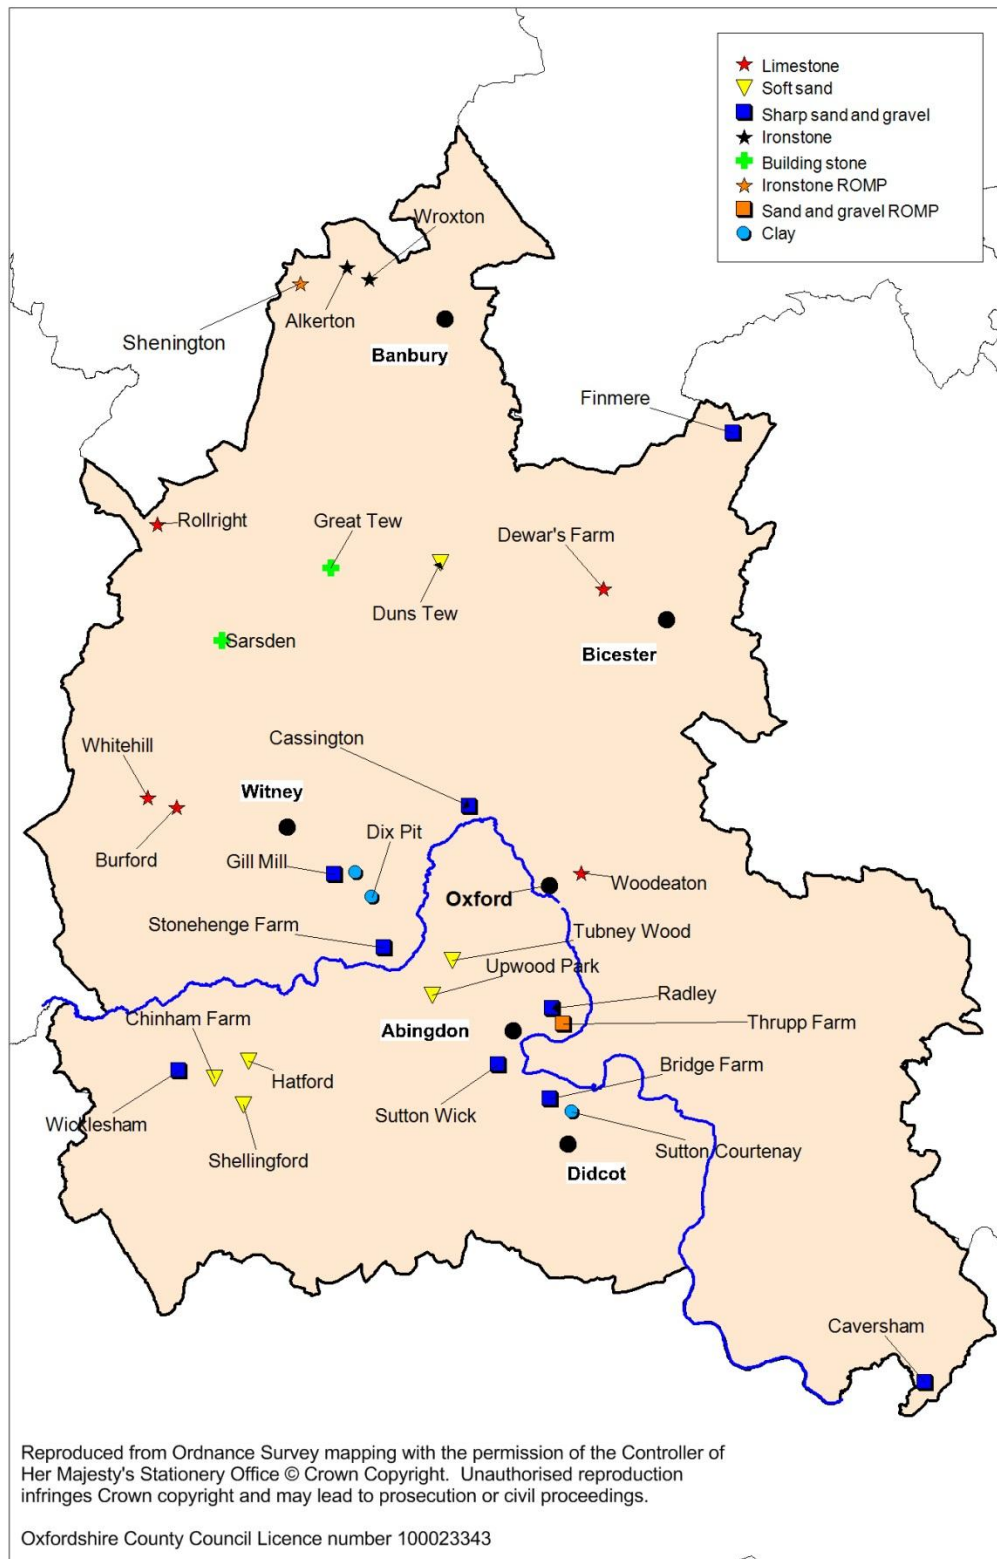 Limestone
Soft sand
Sharp sand and gravel
Ironstone
Building stone
Ironstone ROMP
Sand and gravel ROMP
Clay
Wroxton
Alkerton
Shenington
Banbury
Finmere
Rollright
Great Tew
Dewar's Farm
Duns Tew
Sarsden
Bicester
Cassington
Whitehill
Witney
Dix Pit
Burford
Gill Mill
Woodeaton
Oxford
Stonehenge Farm
Tubney Wood
Upwood Park
Radley
Chinham Farm
Abingdon
Thrupp Farm
Hatford
Bridge Farm
Wicklesham
Sutton Wick
Shellingford
Sutton Courtenay
Didcot
Caversham
Reproduced from Ordnance Survey mapping with the permission of the Controller of
Her Majesty's Stationery Office © Crown Copyright. Unauthorised reproduction
infringes Crown copyright and may lead to prosecution or civil proceedings.
Oxfordshire County Council Licence number 100023343